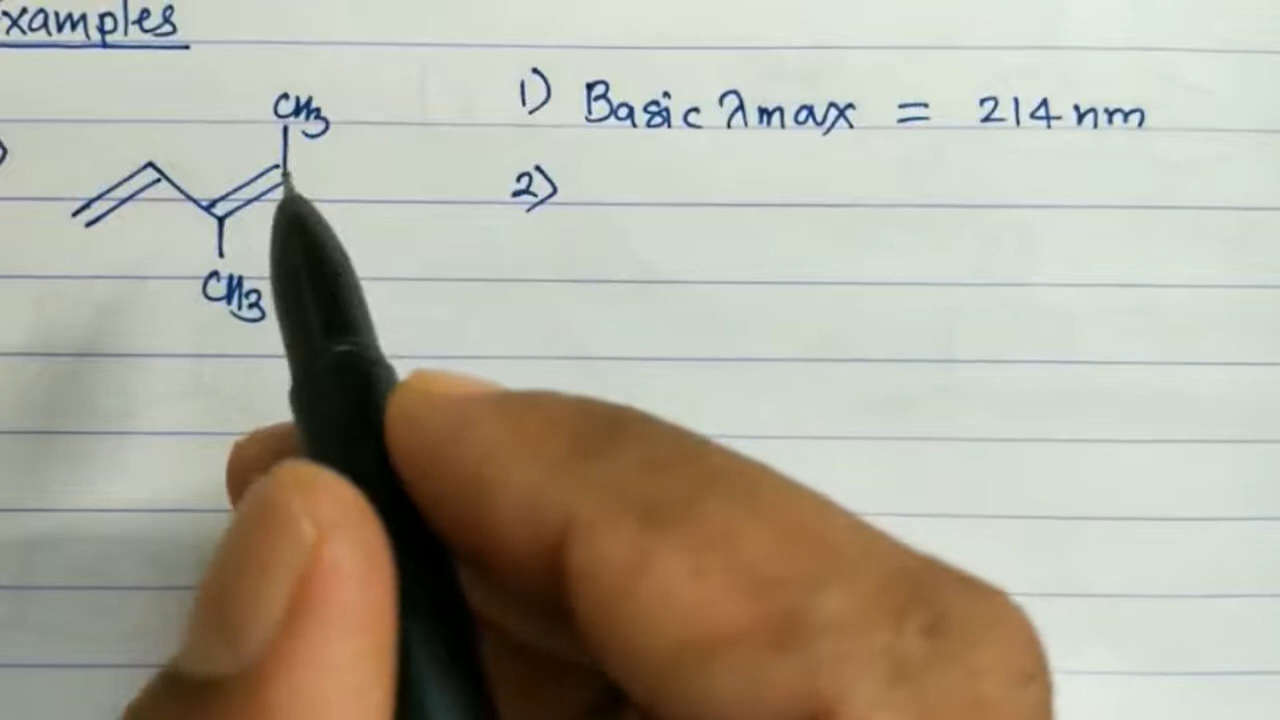 xamples
CH3
1) Basic λmax = 214 nm
)
2)
CH3